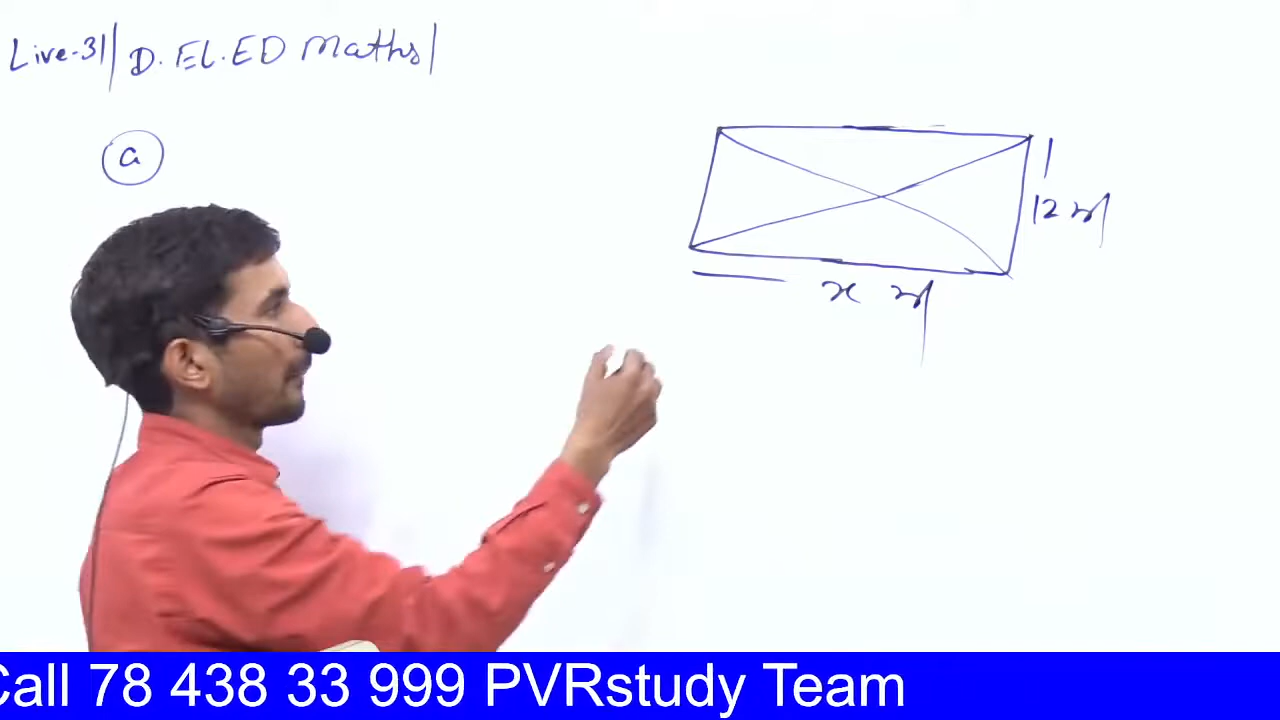 Live-31| D.EL.ED Maths|
a
12 மீ
x மீ
Call 78 438 33 999 PVRstudy Team